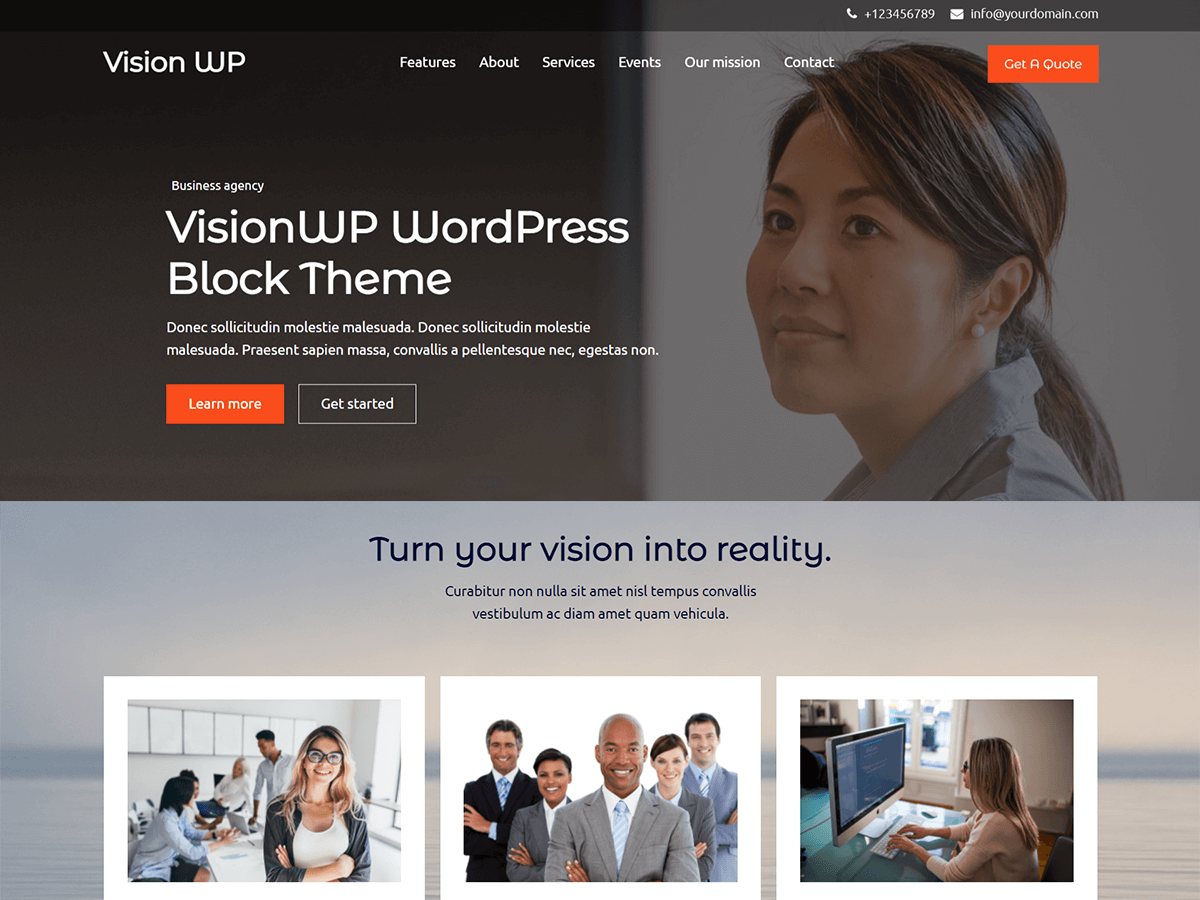 +123456789 info@yourdomain.com
Vision WP Features About Services Events Our mission Contact Get A Quote
Business agency
VisionWP WordPress
Block Theme
Donec sollicitudin molestie malesuada. Donec sollicitudin molestie
malesuada. Praesent sapien massa, convallis a pellentesque nec, egestas non.
Learn more Get started
Turn your vision into reality.
Curabitur non nulla sit amet nisl tempus convallis
vestibulum ac diam amet quam vehicula.